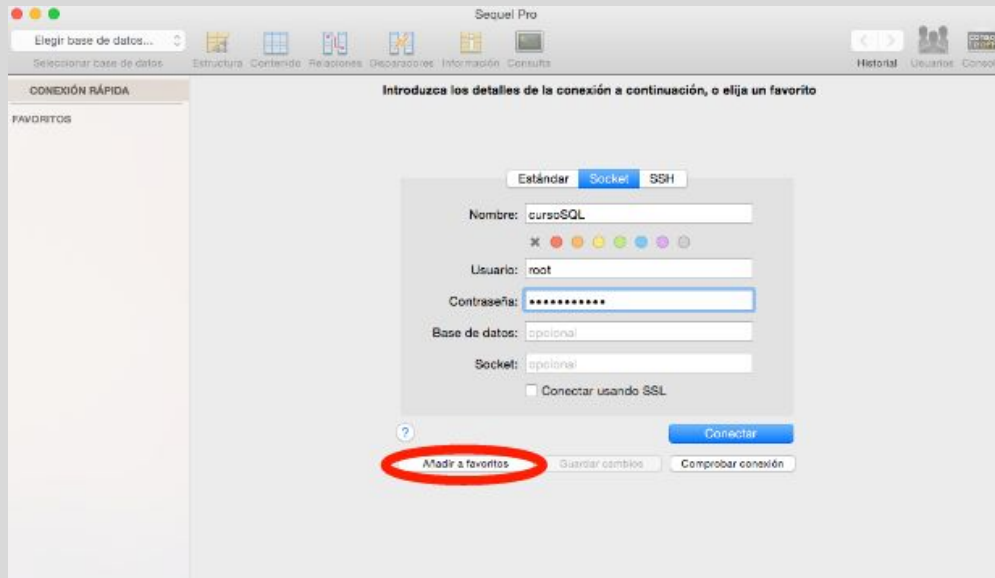 Sequel Pro
Elegir base de datos...
Seleccionar base de datos
Estructura Contenido Relaciones Disparadores Información Consulta
Historial Usuarios Consol
CONEXIÓN RÁPIDA
Introduzca los detalles de la conexión a continuación, o elija un favorito
FAVORITOS
Estándar Socket SSH
Nombre: cursoSQL
Usuario: root
Contraseña: •••••••••••
Base de datos: opcional
Socket: opcional
Conectar usando SSL
? Conectar
Añadir a favoritos Guardar cambios Comprobar conexión